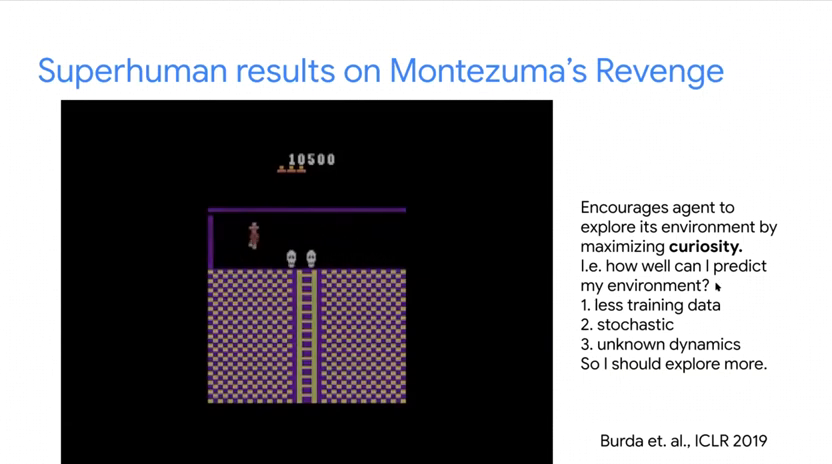 Superhuman results on Montezuma's Revenge
10500
Encourages agent to
explore its environment by
maximizing curiosity.
I.e. how well can I predict
my environment?
1. less training data
2. stochastic
3. unknown dynamics
So I should explore more.
Burda et. al., ICLR 2019